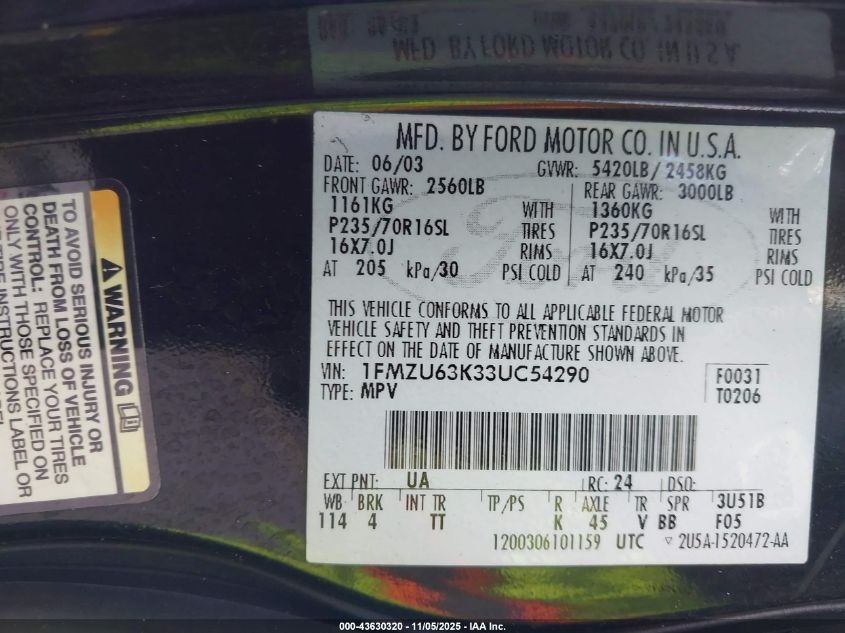 MFD. BY FORD MOTOR CO. IN U.S.A.
DATE: 06/03 GVWR: 5420LB/ 2458KG
FRONT GAWR: 2560LB REAR GAWR: 3000LB
1161KG WITH 1360KG WITH
P235/70R16SL TIRES P235/70R16SL TIRES
16X7.0J RIMS 16X7.0J RIMS
AT 205 kPa/30 PSI COLD AT 240 kPa/35 PSI COLD
THIS VEHICLE CONFORMS TO ALL APPLICABLE FEDERAL MOTOR
VEHICLE SAFETY AND THEFT PREVENTION STANDARDS IN
EFFECT ON THE DATE OF MANUFACTURE SHOWN ABOVE.
VIN: 1FMZU63K33UC54290 F0031
TYPE: MPV T0206
EXT PNT: UA RC: 24 DSO:
WB BRK INT TR TP/PS R AXLE TR SPR 3U51B
114 4 TT K 45 V BB F05
1200306101159 UTC ▽ 2U5A-1520472-AA
⚠ WARNING
TO AVOID SERIOUS INJURY OR
DEATH FROM LOSS OF VEHICLE
CONTROL: REPLACE YOUR TIRES
ONLY WITH THOSE SPECIFIED ON
TIRE INSTRUCTIONS LABEL OR
000-43630320 - 11/05/2025 - IAA Inc.